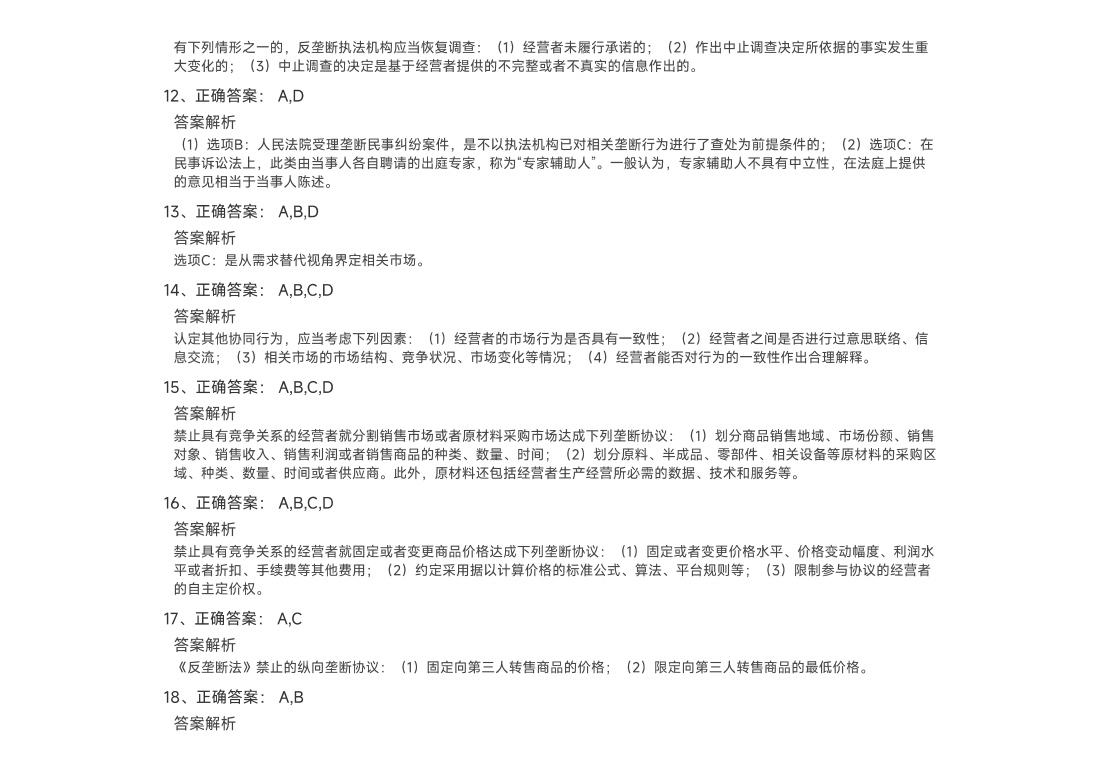 有下列情形之一的，反垄断执法机构应当恢复调查：（1）经营者未履行承诺的；（2）作出中止调查决定所依据的事实发生重
大变化的；（3）中止调查的决定是基于经营者提供的不完整或者不真实的信息作出的。
12、正确答案： A,D
答案解析
（1）选项B：人民法院受理垄断民事纠纷案件，是不以执法机构已对相关垄断行为进行了查处为前提条件的；（2）选项C：在
民事诉讼法上，此类由当事人各自聘请的出庭专家，称为“专家辅助人”。一般认为，专家辅助人不具有中立性，在法庭上提供
的意见相当于当事人陈述。
13、正确答案： A,B,D
答案解析
选项C：是从需求替代视角界定相关市场。
14、正确答案： A,B,C,D
答案解析
认定其他协同行为，应当考虑下列因素：（1）经营者的市场行为是否具有一致性；（2）经营者之间是否进行过意思联络、信
息交流；（3）相关市场的市场结构、竞争状况、市场变化等情况；（4）经营者能否对行为的一致性作出合理解释。
15、正确答案： A,B,C,D
答案解析
禁止具有竞争关系的经营者就分割销售市场或者原材料采购市场达成下列垄断协议：（1）划分商品销售地域、市场份额、销售
对象、销售收入、销售利润或者销售商品的种类、数量、时间；（2）划分原料、半成品、零部件、相关设备等原材料的采购区
域、种类、数量、时间或者供应商。此外，原材料还包括经营者生产经营所必需的数据、技术和服务等。
16、正确答案： A,B,C,D
答案解析
禁止具有竞争关系的经营者就固定或者变更商品价格达成下列垄断协议：（1）固定或者变更价格水平、价格变动幅度、利润水
平或者折扣、手续费等其他费用；（2）约定采用据以计算价格的标准公式、算法、平台规则等；（3）限制参与协议的经营者
的自主定价权。
17、正确答案： A,C
答案解析
《反垄断法》禁止的纵向垄断协议：（1）固定向第三人转售商品的价格；（2）限定向第三人转售商品的最低价格。
18、正确答案： A,B
答案解析